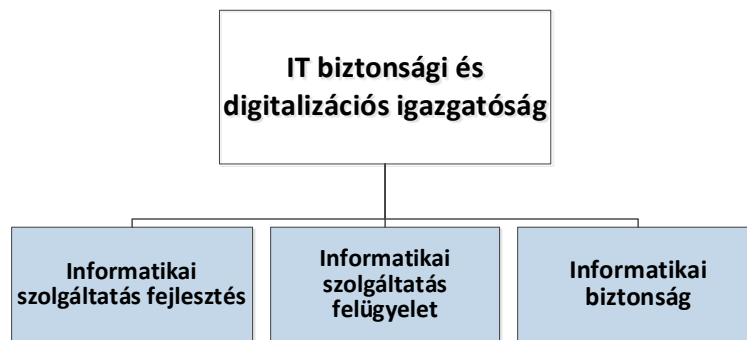 IT biztonsági és
digitalizációs igazgatóság
Informatikai
szolgáltatás fejlesztés
Informatikai
szolgáltatás
felügyelet
Informatikai
biztonság